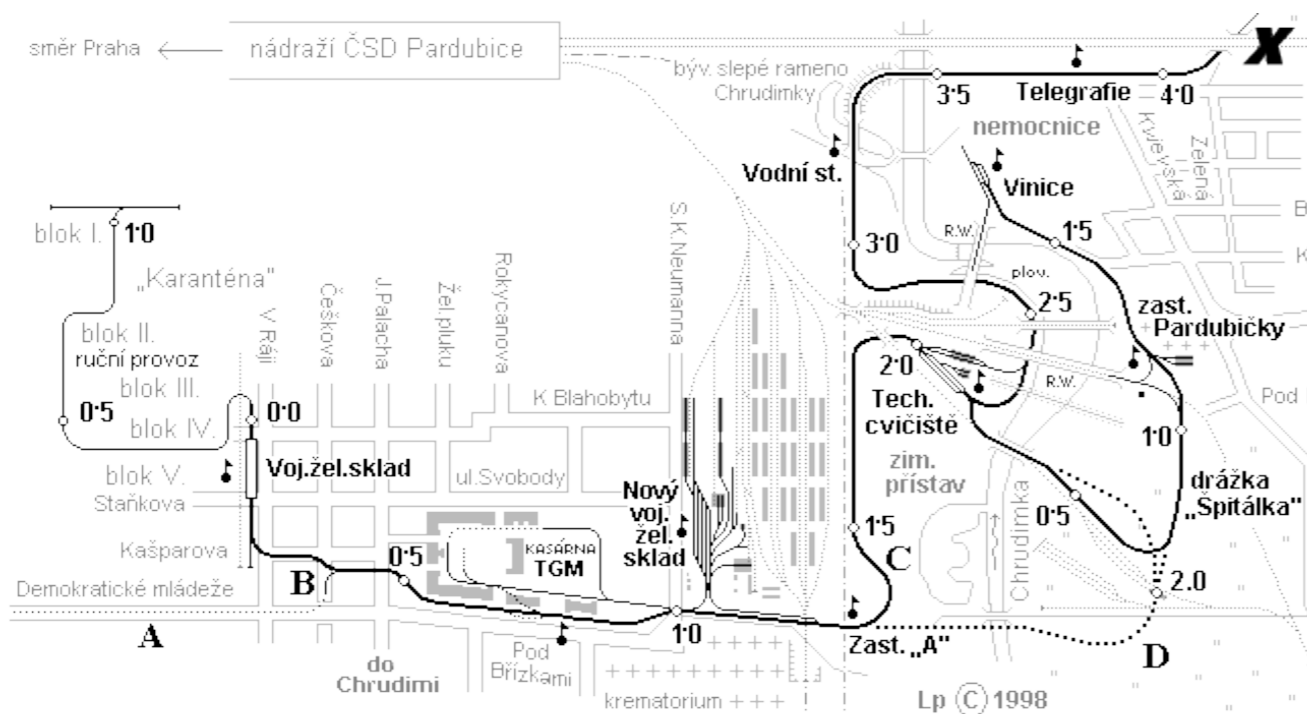 směr Praha
nádraží ČSD Pardubice
býv. slepé rameno
Chrudimky
X
3·5
Telegrafie
4·0
nemocnice
Kyjevská
Zelená
Vodní st.
Vinice
B
K
blok I.
1·0
3·0
R.W.
1·5
plov.
„Karanténa"
V Ráji
Češkova
J.Palacha
Žel.pluku
Rokycanova
S.K.Neumanna
2·5
zast.
Pardubičky
blok II.
ruční provoz
blok III.
2·0
R.W.
Pod
0·5
0·0
K Blahobytu
Tech.
cvičiště
1·0
blok IV.
blok V.
Voj.žel.sklad
ul.Svobody
zim.
přístav
drážka
„Špitálka"
Staňkova
Nový
voj.
žel.
sklad
1·5
0·5
Kašparova
B
0·5
KASÁRNA
TGM
C
Chrudimka
Demokratické mládeže
2.0
A
1·0
Zast. „A"
D
do
Chrudimi
Pod
Břízkami
krematorium
Lp © 1998